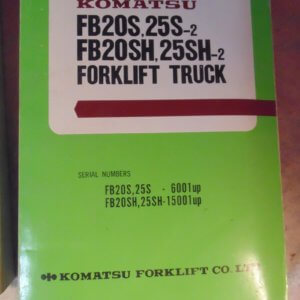 KOMATSU
FB20S,25S-2
FB20SH,25SH-2
FORKLIFT TRUCK
SERIAL NUMBERS
FB20S,25S - 6001up
FB20SH,25SH-15001up
KOMATSU FORKLIFT CO. LTD